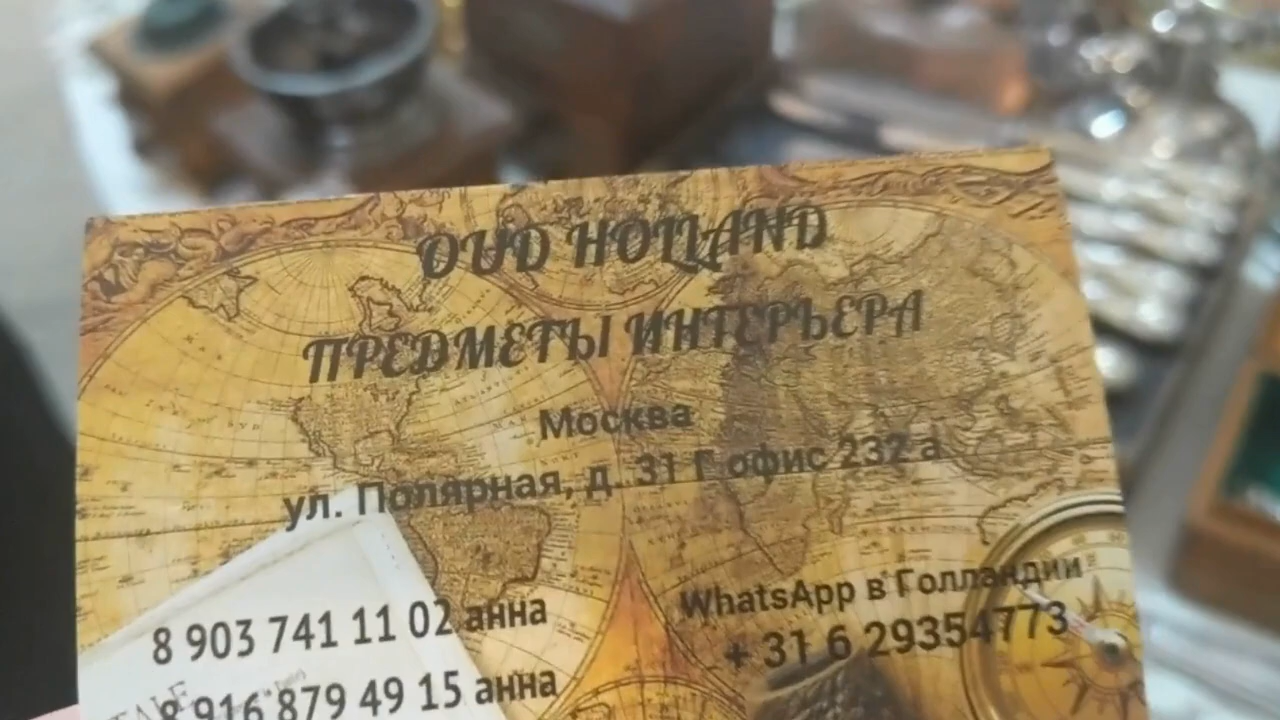 OUD HOLLAND
ПРЕДМЕТЫ ИНТЕРЬЕРА
Москва
ул. Полярная, д. 31 Г офис 232 а
8 903 741 11 02 анна
8 916 879 49 15 анна
WhatsApp в Голландии
+ 31 6 29354773